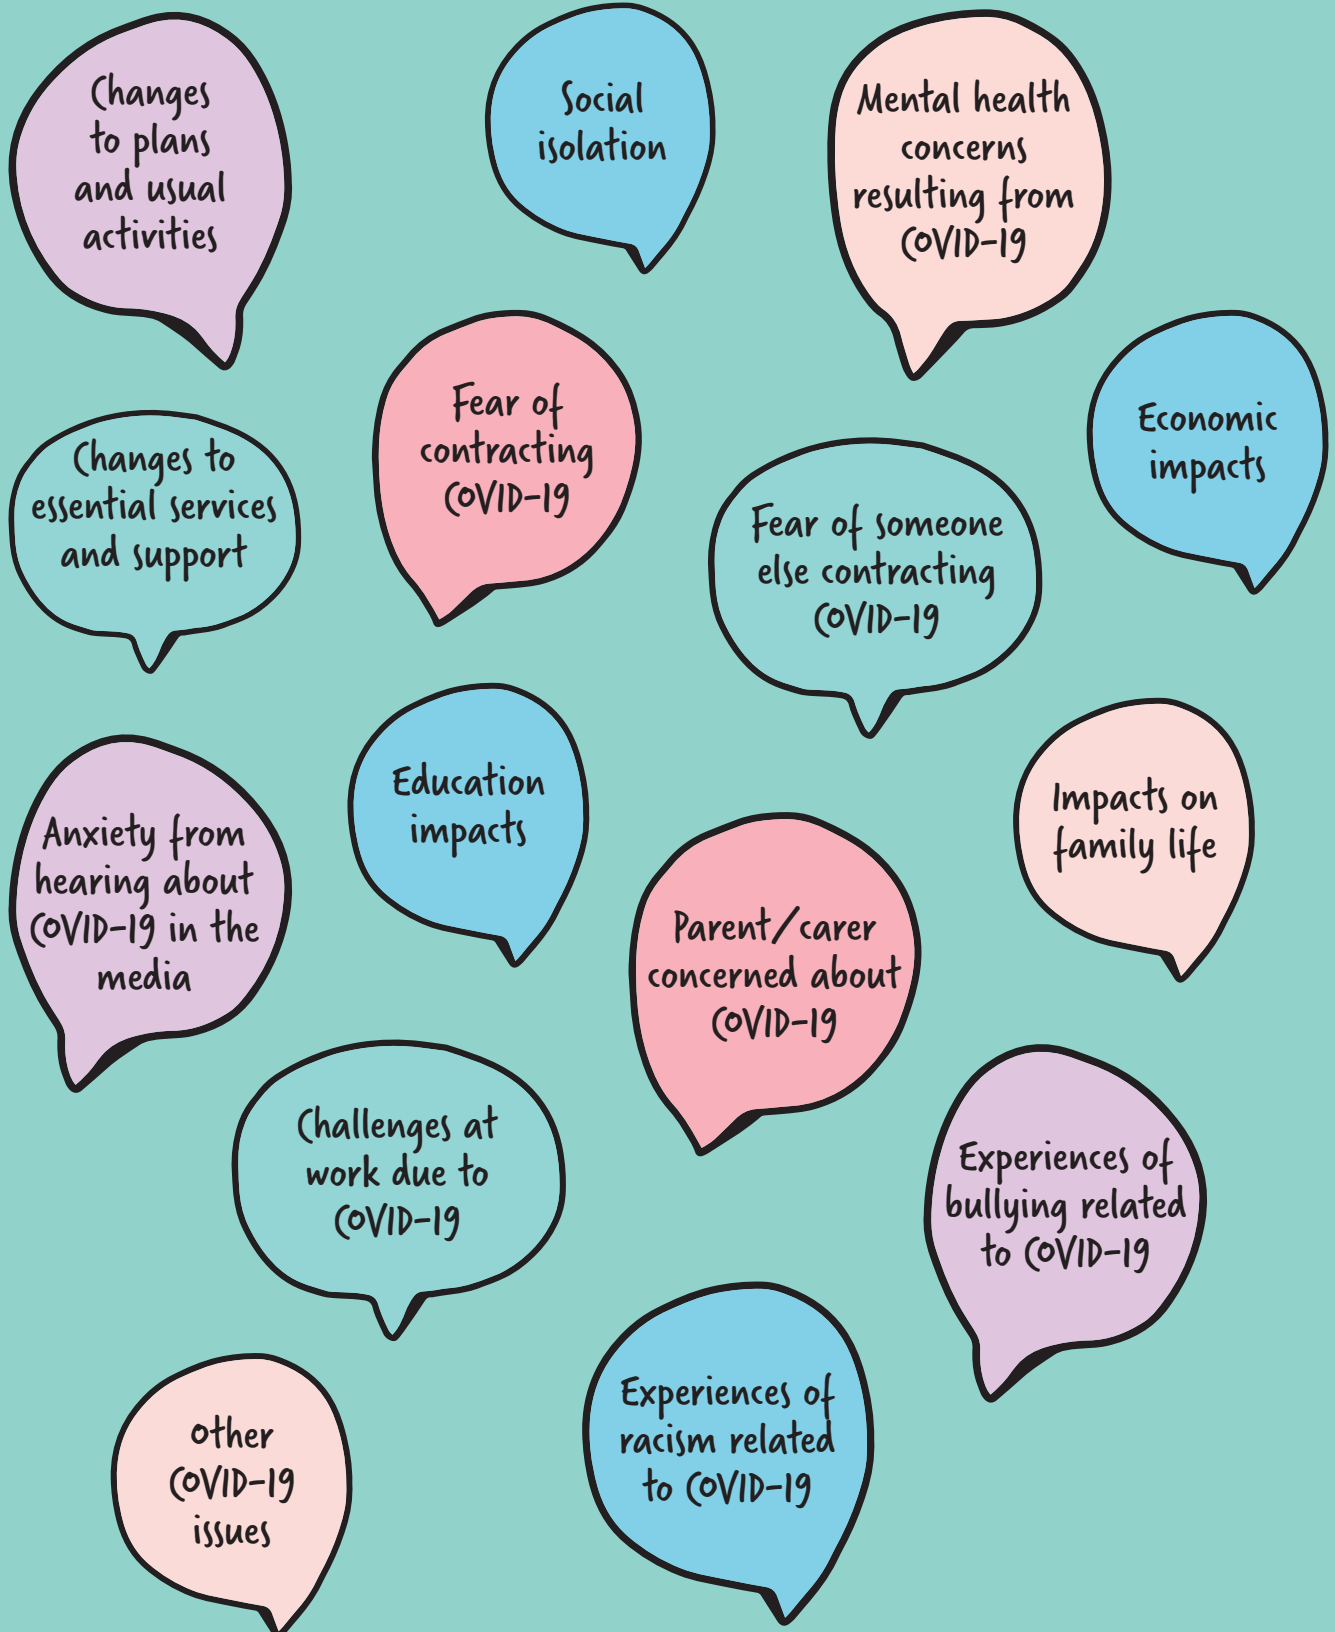 Changes
to plans
and usual
activities
Social
isolation
Mental health
concerns
resulting from
COVID-19
Fear of
contracting
COVID-19
Economic
impacts
Changes to
essential services
and support
Fear of someone
else contracting
COVID-19
Education
impacts
Impacts on
family life
Anxiety from
hearing about
COVID-19 in the
media
Parent/carer
concerned about
COVID-19
Challenges at
work due to
COVID-19
Experiences of
bullying related
to COVID-19
Other
COVID-19
issues
Experiences of
racism related
to COVID-19